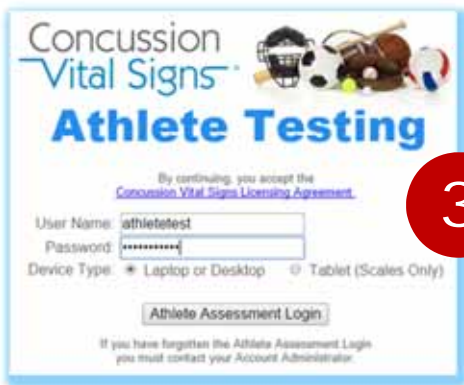 Concussion
Vital Signs
Athlete Testing
By continuing, you accept the
Concussion Vital Signs Licensing Agreement.
User Name: athletetest
Password: •••••••••••
Device Type: Laptop or Desktop Tablet (Scales Only)
3
Athlete Assessment Login
If you have forgotten the Athlete Assessment Login
you must contact your Account Administrator.